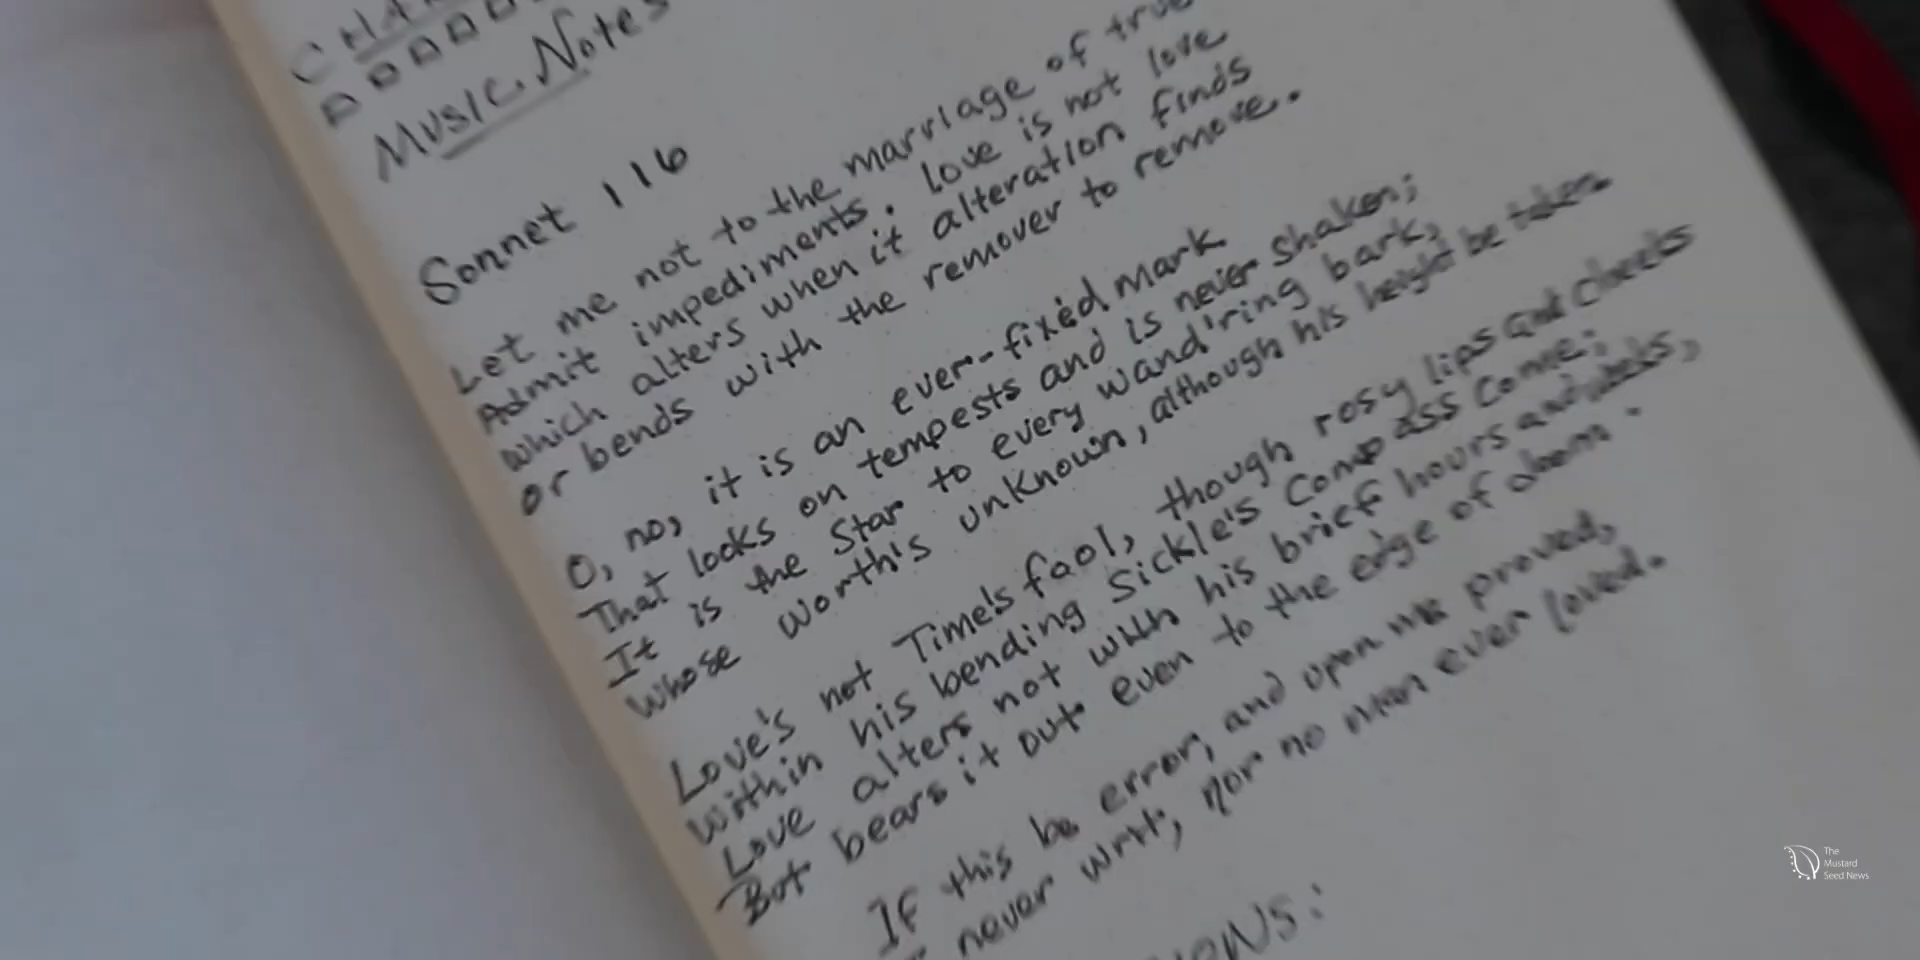 Music Notes
Sonnet 116
Let me not to the marriage of true
Admit impediments. Love is not love
which alters when it alteration finds
or bends with the remover to remove.
O, no, it is an ever-fixed mark
That looks on tempests and is never shaken;
It is the Star to every wand'ring bark,
whose worth's unknown, although his height be taken.
Love's not Time's fool, though rosy lips and cheeks
within his bending Sickle's Compass Come;
Love alters not with his brief hours and weeks,
But bears it out even to the edge of doom.
If this be error, and upon me proved,
never writ, nor no man ever loved.
The
Mustard
Seed News